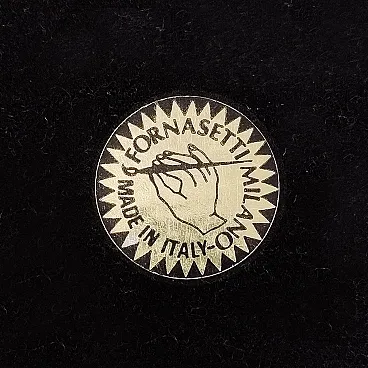 FORNASETTI/MILANO-
MADE IN ITALY